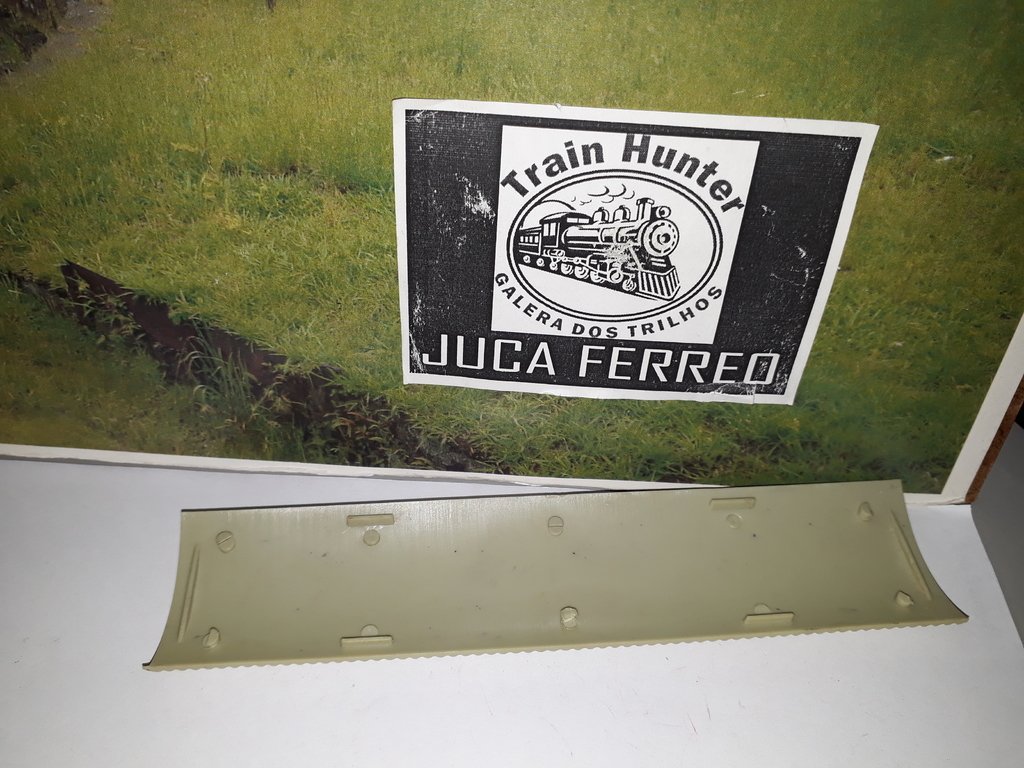 Train Hunter
GALERA DOS TRILHOS
JUCA FERREO